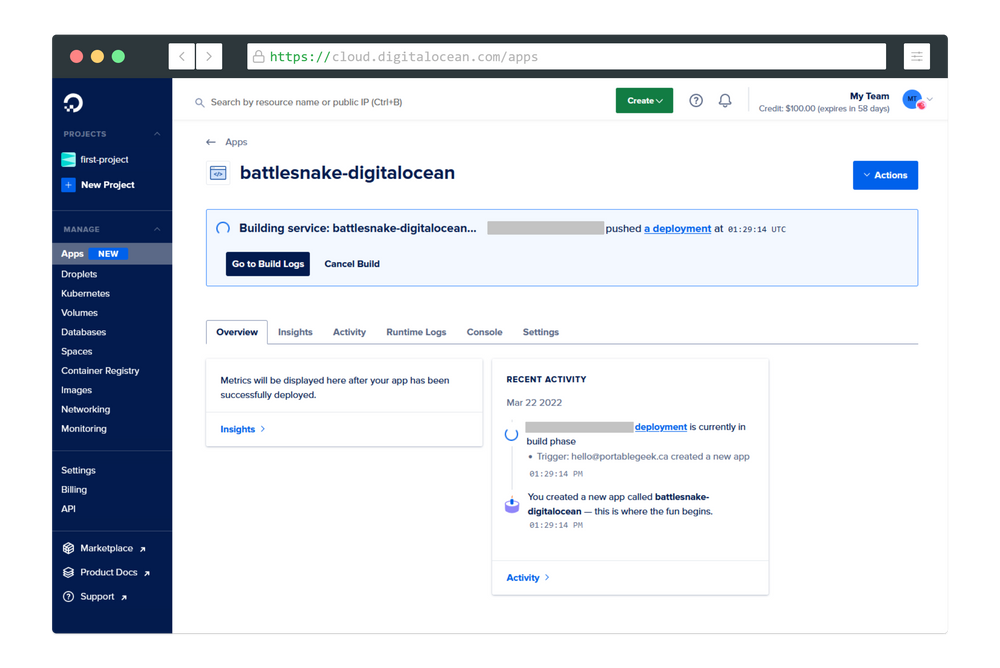 https://cloud.digitalocean.com/apps
Search by resource name or public IP (Ctrl+B)
Create
My Team
Credit: $100.00 (expires in 58 days)
MT
PROJECTS
first-project
New Project
MANAGE
Apps NEW
Droplets
Kubernetes
Volumes
Databases
Spaces
Container Registry
Images
Networking
Monitoring
Settings
Billing
API
Marketplace
Product Docs
Support
Apps
battlesnake-digitalocean
Actions
Building service: battlesnake-digitalocean... pushed a deployment at 01:29:14 UTC
Go to Build Logs Cancel Build
Overview Insights Activity Runtime Logs Console Settings
Metrics will be displayed here after your app has been
successfully deployed.
Insights
RECENT ACTIVITY
Mar 22 2022
deployment is currently in
build phase
• Trigger: hello@portablegeek.ca created a new app
01:29:14 PM
You created a new app called battlesnake-
digitalocean — this is where the fun begins.
01:29:14 PM
Activity